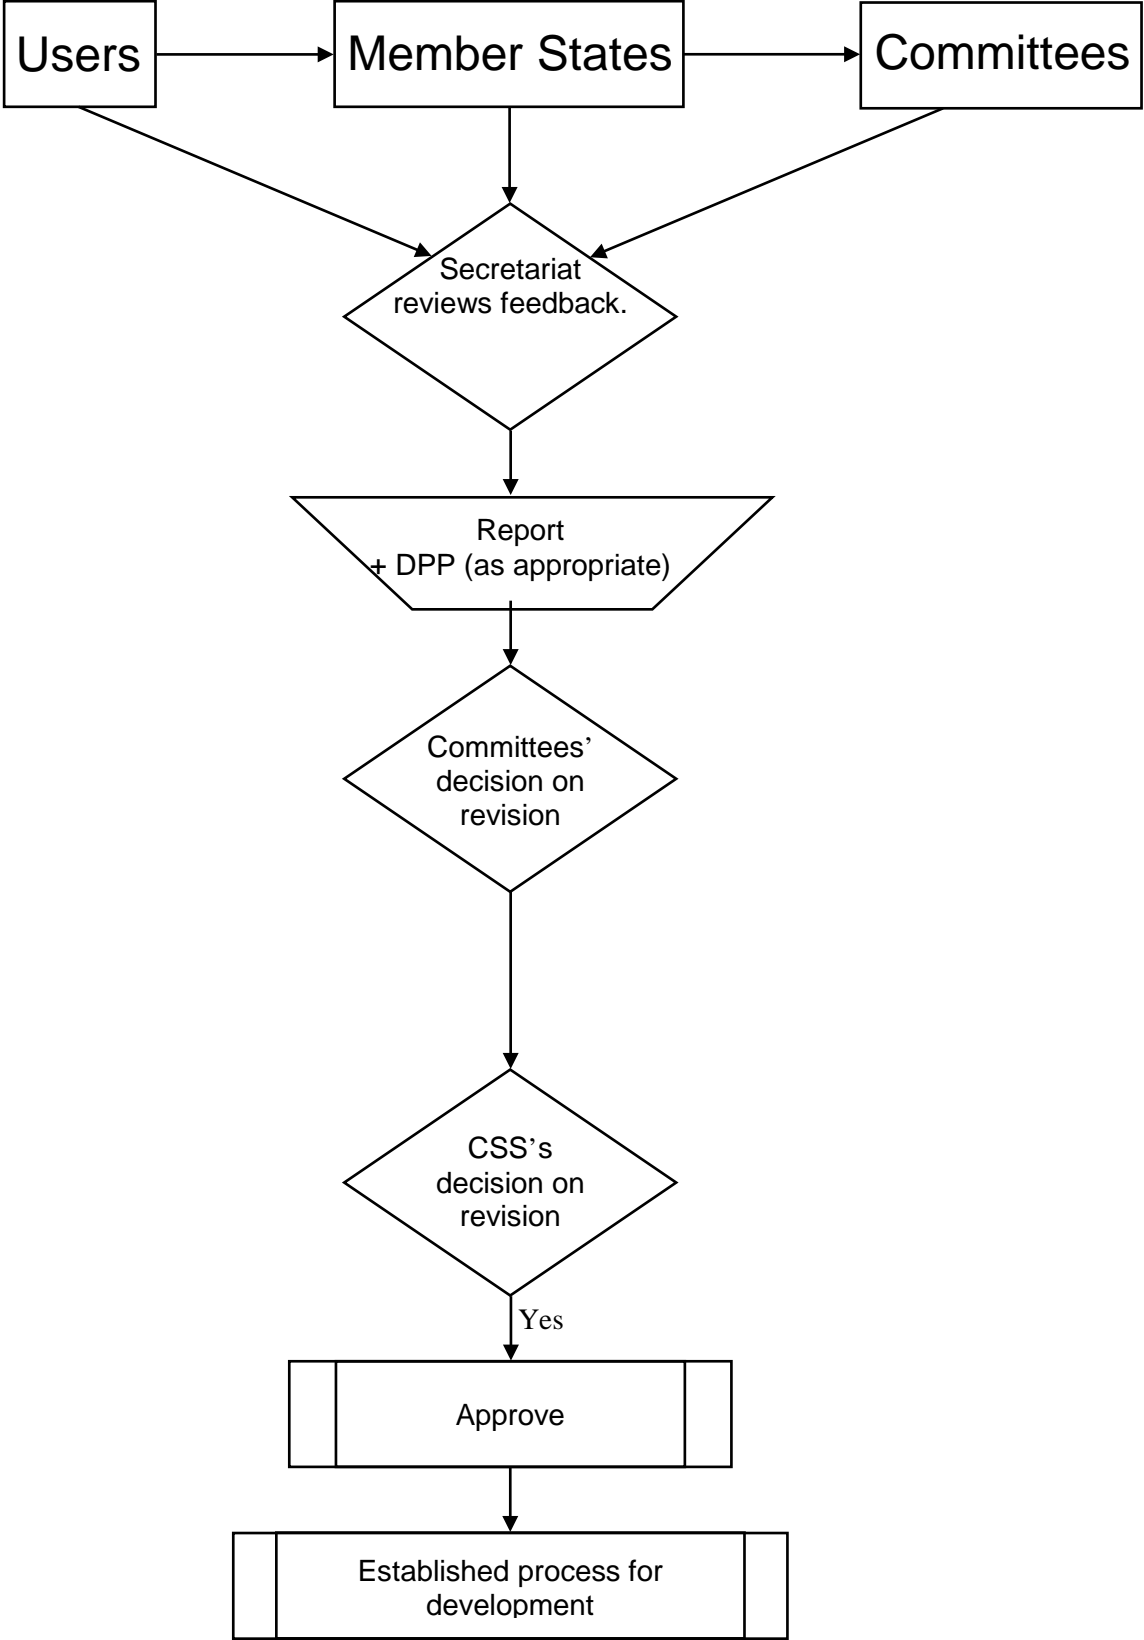 Users
Member States
Committees
Secretariat
reviews feedback.
Report
+ DPP (as appropriate)
Committees’
decision on
revision
CSS’s
decision on
revision
Yes
Approve
Established process for
development